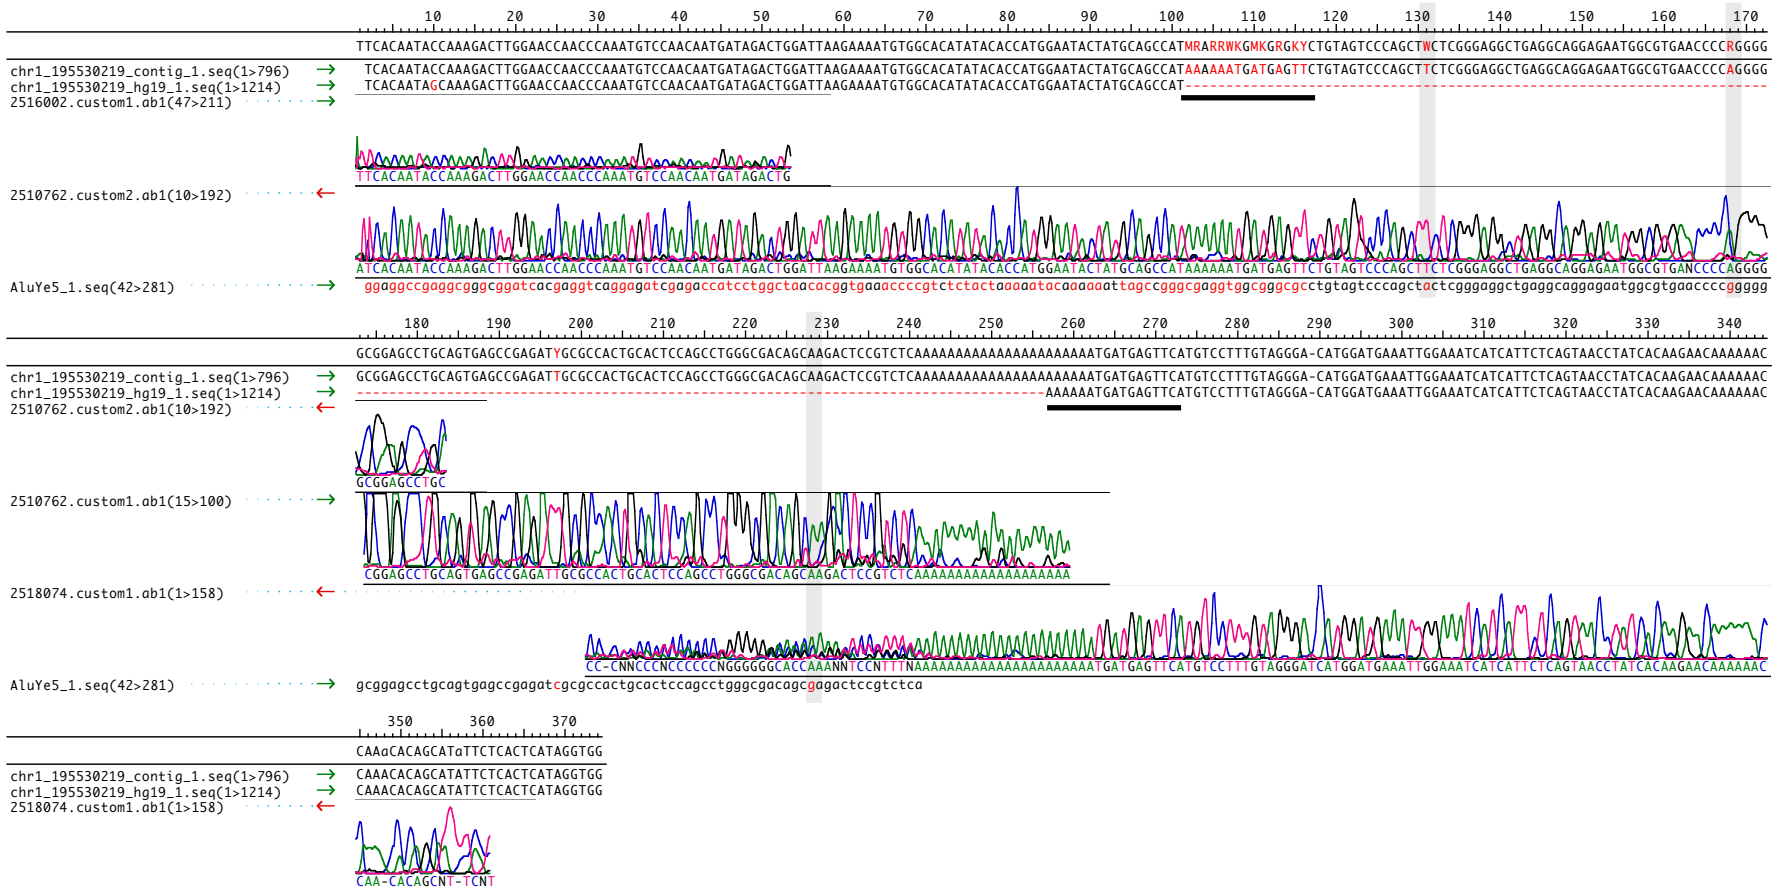 10 20 30 40 50 60 70 80 90 100 110 120 130 140 150 160 170
TTCACAATACCAAAGACTTGGAACCAACCCAAATGTCCAACAATGATAGACTGGATTAAGAAAATGTGGCACATATACACCATGGAATACTATGCAGCCATMRARRWKGMKGRGKYCTGTAGTCCCAGCTWCTCGGGAGGCTGAGGCAGGAGAATGGCGTGAACCCCRGGGG
chr1_195530219_contig_1.seq(1>796) → TCACAATACCAAAGACTTGGAACCAACCCAAATGTCCAACAATGATAGACTGGATTAAGAAAATGTGGCACATATACACCATGGAATACTATGCAGCCATAAAAAATGATGAGTTCTGTAGTCCCAGCTTCTCGGGAGGCTGAGGCAGGAGAATGGCGTGAACCCCAGGGG
chr1_195530219_hg19_1.seq(1>1214) → TCACAATAGCAAAGACTTGGAACCAACCCAAATGTCCAACAATGATAGACTGGATTAAGAAAATGTGGCACATATACACCATGGAATACTATGCAGCCAT-----------------------------------------------------------------------
2516002.custom1.ab1(47>211) →
TTCACAATACCAAAGACTTGGAACCAACCCAAATGTCCAACAATGATAGACTG
2510762.custom2.ab1(10>192) ←
ATCACAATACCAAAGACTTGGAACCAACCCAAATGTCCAACAATGATAGACTGGATTAAGAAAATGTGGCACATATACACCATGGAATACTATGCAGCCATAAAAAATGATGAGTTCTGTAGTCCCAGCTTCTCGGGAGGCTGAGGCAGGAGAATGGCGTGANCCCCAGGGG
AluYe5_1.seq(42>281) → ggaggccgaggcgggcggatcacgaggtcaggagatcgagaccatcctggctaacacggtgaaaccccgtctctactaaaaatacaaaaaattagccgggcgaggtggcgggcgcctgtagtcccagctactcgggaggctgaggcaggagaatggcgtgaaccccggggg
180 190 200 210 220 230 240 250 260 270 280 290 300 310 320 330 340
GCGGAGCCTGCAGTGAGCCGAGATYGCGCCACTGCACTCCAGCCTGGGCGACAGCAAGACTCCGTCTCAAAAAAAAAAAAAAAAAAAAAAATGATGAGTTCATGTCCTTTGTAGGGA-CATGGATGAAATTGGAAATCATCATTCTCAGTAACCTATCACAAGAACAAAAAAC
chr1_195530219_contig_1.seq(1>796) → GCGGAGCCTGCAGTGAGCCGAGATTGCGCCACTGCACTCCAGCCTGGGCGACAGCAAGACTCCGTCTCAAAAAAAAAAAAAAAAAAAAAAATGATGAGTTCATGTCCTTTGTAGGGA-CATGGATGAAATTGGAAATCATCATTCTCAGTAACCTATCACAAGAACAAAAAAC
chr1_195530219_hg19_1.seq(1>1214) → ------------------------------------------------------------------------------------AAAAAATGATGAGTTCATGTCCTTTGTAGGGA-CATGGATGAAATTGGAAATCATCATTCTCAGTAACCTATCACAAGAACAAAAAAC
2510762.custom2.ab1(10>192) ←
GCGGAGCCTGC
2510762.custom1.ab1(15>100) →
CGGAGCCTGCAGTGAGCCGAGATTGCGCCACTGCACTCCAGCCTGGGCGACAGCAAGACTCCGTCTCAAAAAAAAAAAAAAAAAAA
2518074.custom1.ab1(1>158) ←
CC-CNNCCCNCCCCCCNGGGGGGCACCAAANNTCCNTTTNAAAAAAAAAAAAAAAAAAAAAAATGATGAGTTCATGTCCTTTGTAGGGATCATGGATGAAATTGGAAATCATCATTCTCAGTAACCTATCACAAGAACAAAAAAC
AluYe5_1.seq(42>281) → gcggagcctgcagtgagccgagatcgcgccactgcactccagcctgggcgacagcgagactccgtctca
350 360 370
CAAaCACAGCATaTTCTCACTCATAGGTGG
chr1_195530219_contig_1.seq(1>796) → CAAACACAGCATATTCTCACTCATAGGTGG
chr1_195530219_hg19_1.seq(1>1214) → CAAACACAGCATATTCTCACTCATAGGTGG
2518074.custom1.ab1(1>158) ←
CAA-CACAGCNT-TCNT